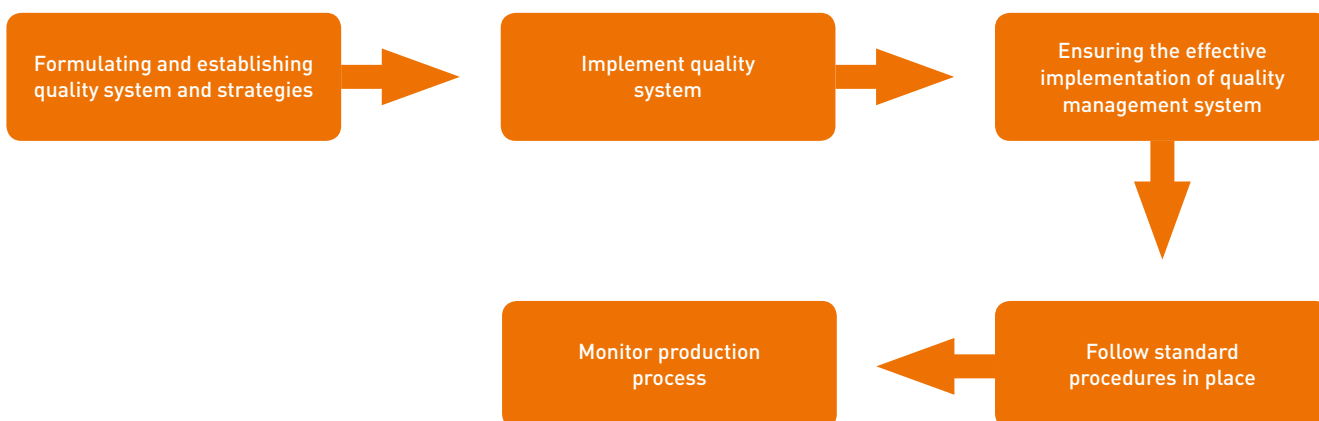 Formulating and establishing
quality system and strategies
Implement quality
system
Ensuring the effective
implementation of quality
management system
Follow standard
procedures in place
Monitor production
process